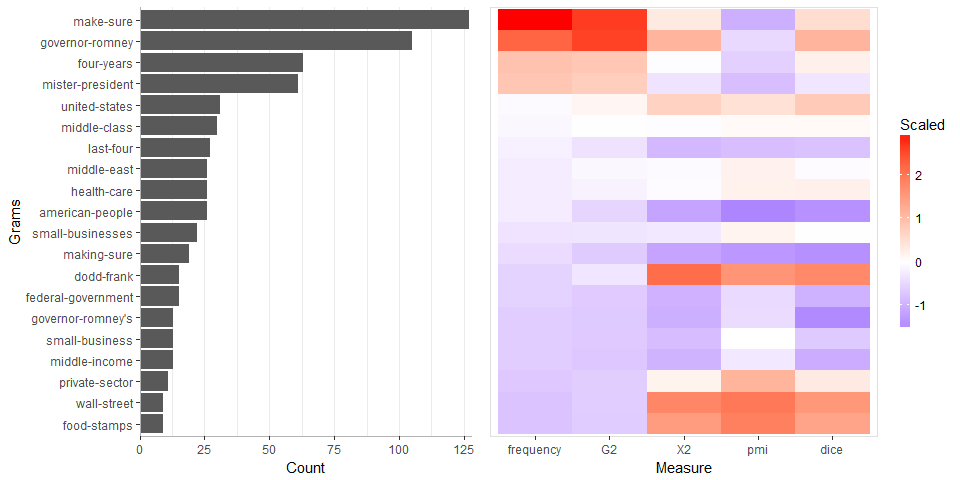 Grams
make-sure
governor-romney
four-years
mister-president
united-states
middle-class
last-four
middle-east
health-care
american-people
small-businesses
making-sure
dodd-frank
federal-government
governor-romney's
small-business
middle-income
private-sector
wall-street
food-stamps
0 25 50 75 100 125
Count
frequency G2 X2 pmi dice
Measure
Scaled
2
1
0
-1